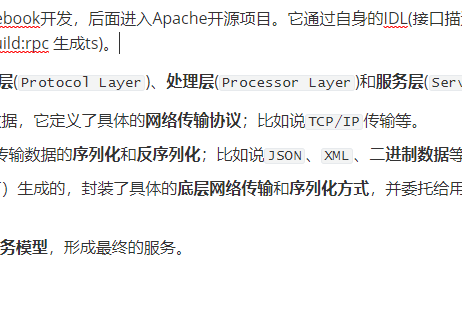 ebook开发，后面进入Apache开源项目。它通过自身的IDL(接口描
uild:rpc 生成ts)。
层(Protocol Layer)、处理层(Processor Layer)和服务层(Serv
数据，它定义了具体的网络传输协议；比如说TCP/IP传输等。
传输数据的序列化和反序列化；比如说JSON、XML、二进制数据等
）生成的，封装了具体的底层网络传输和序列化方式，并委托给用
务模型，形成最终的服务。